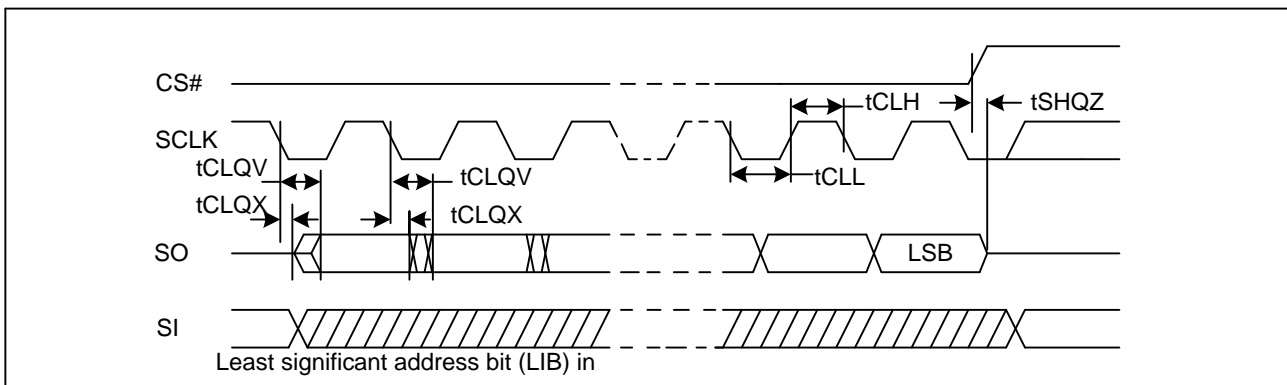 CS#
tCLH
tSHQZ
SCLK
tCLQV
tCLQV
tCLL
tCLQX
tCLQX
SO
LSB
SI
Least significant address bit (LIB) in